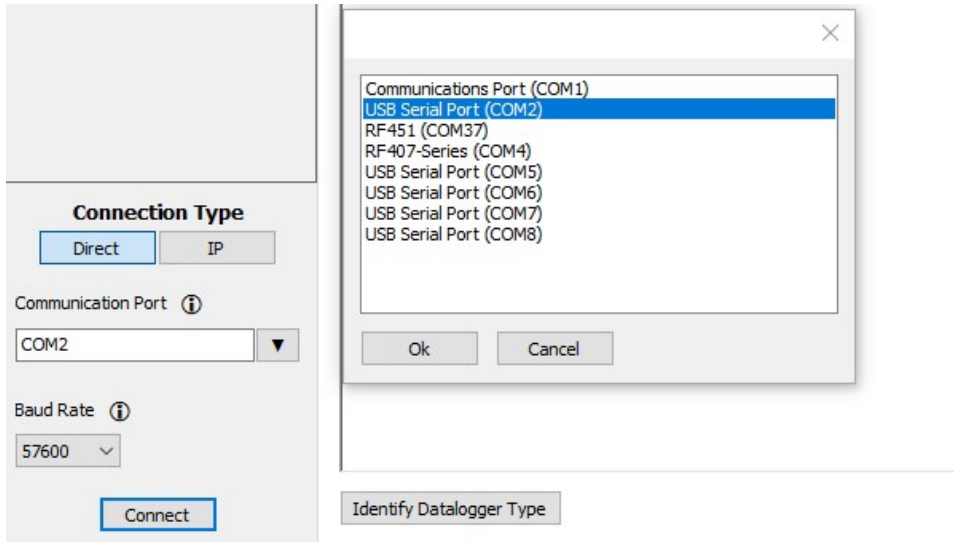 Communications Port (COM1)
USB Serial Port (COM2)
RF451 (COM37)
RF407-Series (COM4)
USB Serial Port (COM5)
USB Serial Port (COM6)
USB Serial Port (COM7)
USB Serial Port (COM8)
Ok
Cancel
Connection Type
Direct
IP
Communication Port
COM2
Baud Rate
57600
Connect
Identify Datalogger Type